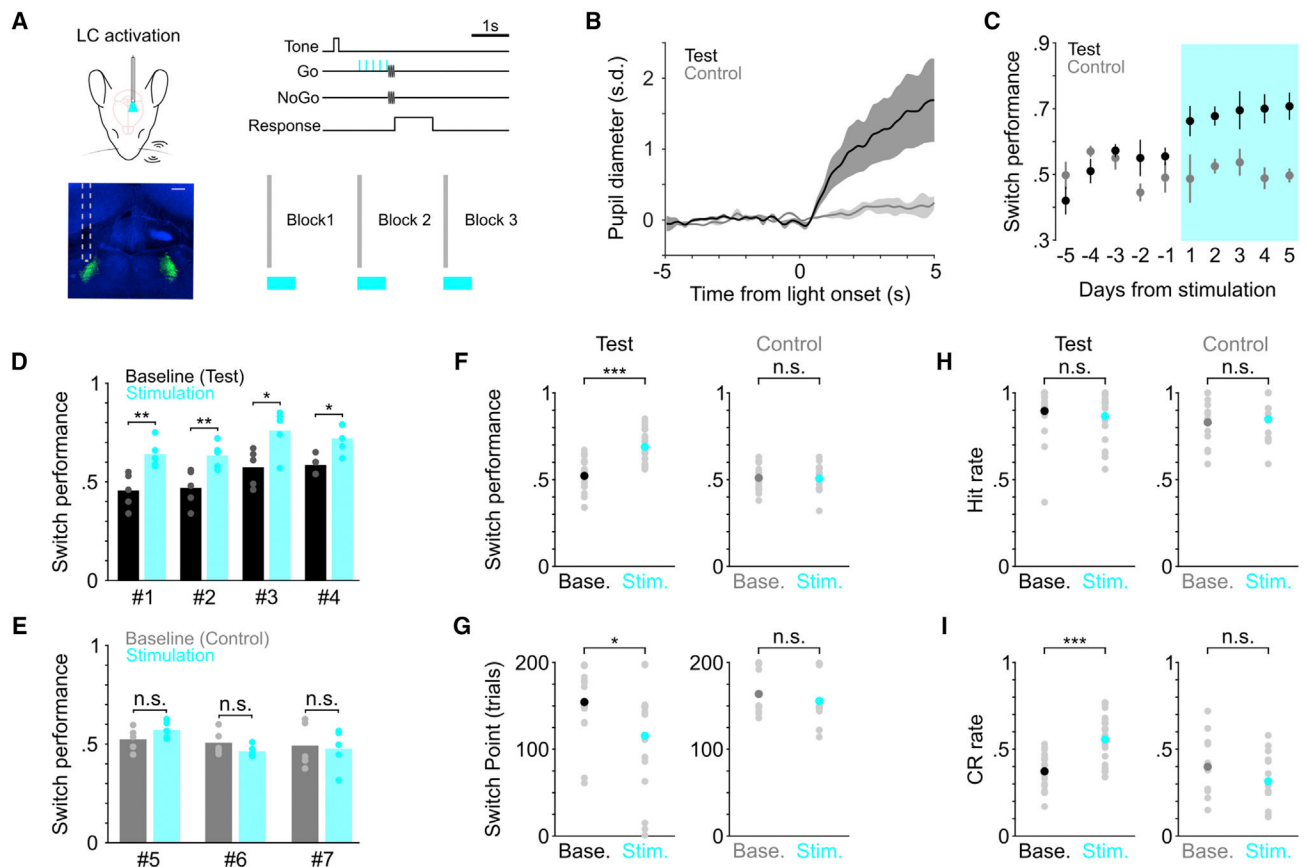 A
LC activation
1s
Tone
Go
NoGo
Response
Block1
Block 2
Block 3
B
Test
Control
Pupil diameter (s.d.)
2
1
0
-5
0
5
Time from light onset (s)
C
Test
Control
Switch performance
.9
.7
.5
.3
-5
-4
-3
-2
-1
1
2
3
4
5
Days from stimulation
D
Baseline (Test)
Stimulation
Switch performance
1
.5
0
**
**
*
*
#1
#2
#3
#4
E
Baseline (Control)
Stimulation
Switch performance
1
.5
0
n.s.
n.s.
n.s.
#5
#6
#7
F
Test
Control
***
n.s.
Switch performance
1
.5
0
Base.
Stim.
1
.5
0
Base.
Stim.
G
*
n.s.
Switch Point (trials)
200
100
0
Base.
Stim.
200
100
0
Base.
Stim.
H
Test
Control
n.s.
n.s.
Hit rate
1
.5
0
Base.
Stim.
1
.5
0
Base.
Stim.
I
***
n.s.
CR rate
1
.5
0
Base.
Stim.
1
.5
0
Base.
Stim.